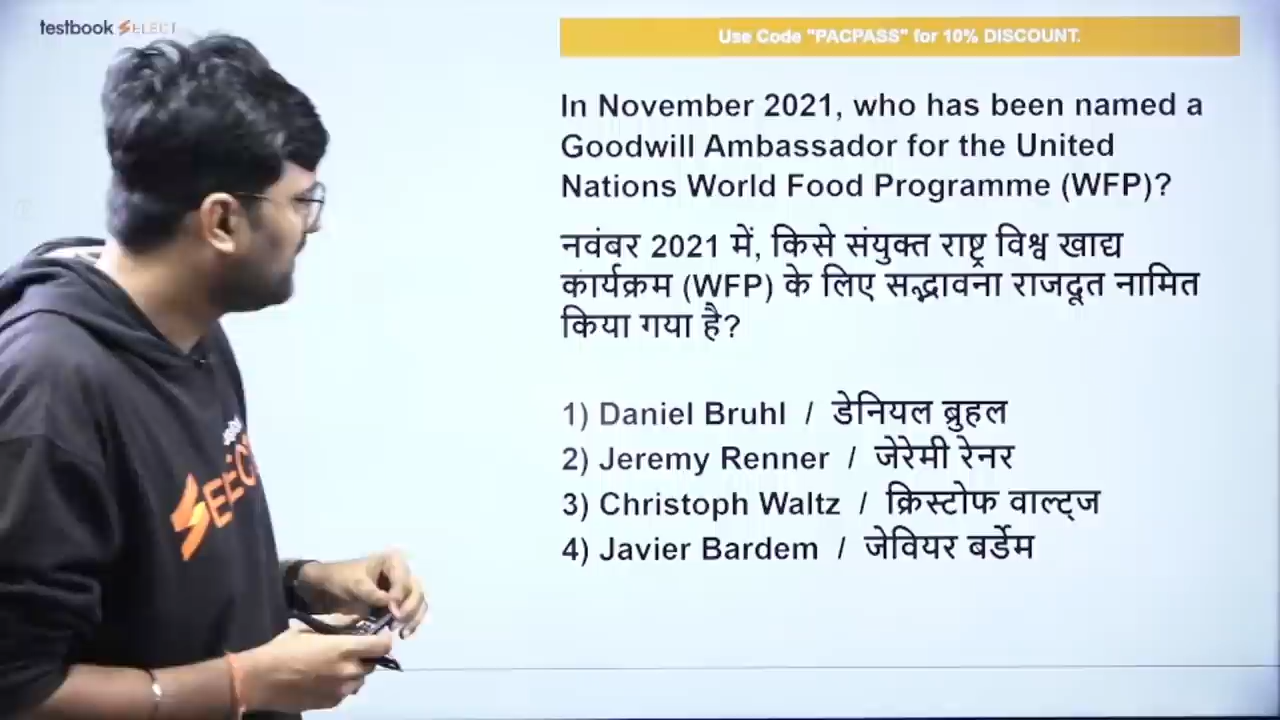 testbook SELECT
Use Code "PACPASS" for 10% DISCOUNT.
In November 2021, who has been named a
Goodwill Ambassador for the United
Nations World Food Programme (WFP)?
नवंबर 2021 में, किसे संयुक्त राष्ट्र विश्व खाद्य
कार्यक्रम (WFP) के लिए सद्भावना राजदूत नामित
किया गया है?
1) Daniel Bruhl / डेनियल ब्रुहल
2) Jeremy Renner / जेरेमी रेनर
3) Christoph Waltz / क्रिस्टोफ वाल्ट्ज
4) Javier Bardem / जेवियर बर्डेम
SELECT